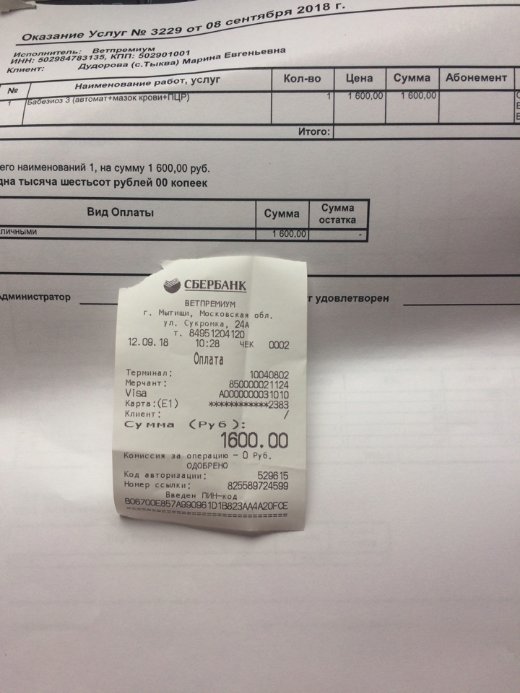 Оказание Услуг № 3229 от 08 сентября 2018 г.
Исполнитель: Ветпремиум
ИНН: 502984783135, КПП: 502901001
Клиент: Дудорова (с.Тыква) Марина Евгеньевна
№ Наименование работ, услуг Кол-во Цена Сумма Абонемент
1 Бабезиоз 3 (автомат+мазок крови+ПЦР) 1 1 600,00 1 600,00
Итого:
его наименований 1, на сумму 1 600,00 руб.
дна тысяча шестьсот рублей 00 копеек
Вид Оплаты Сумма Сумма остатка
личными 1 600,00 -
дминистратор т удовлетворен
СБЕРБАНК
ВЕТПРЕМИУМ
г. Мытищи, Московская обл.
ул. Сукромка, 24А
т. 84951204120
12.09.18 10:28 ЧЕК 0002
Оплата
Терминал: 10040802
Мерчант: 850000021124
Visa A0000000031010
Карта:(E1) ************2383
Клиент: /
Сумма (Руб):
1600.00
Комиссия за операцию - 0 Руб.
ОДОБРЕНО
Код авторизации: 529615
Номер ссылки: 825589724599
Введен ПИН-код
B06700E857A990961D1B823AA4A20FCE